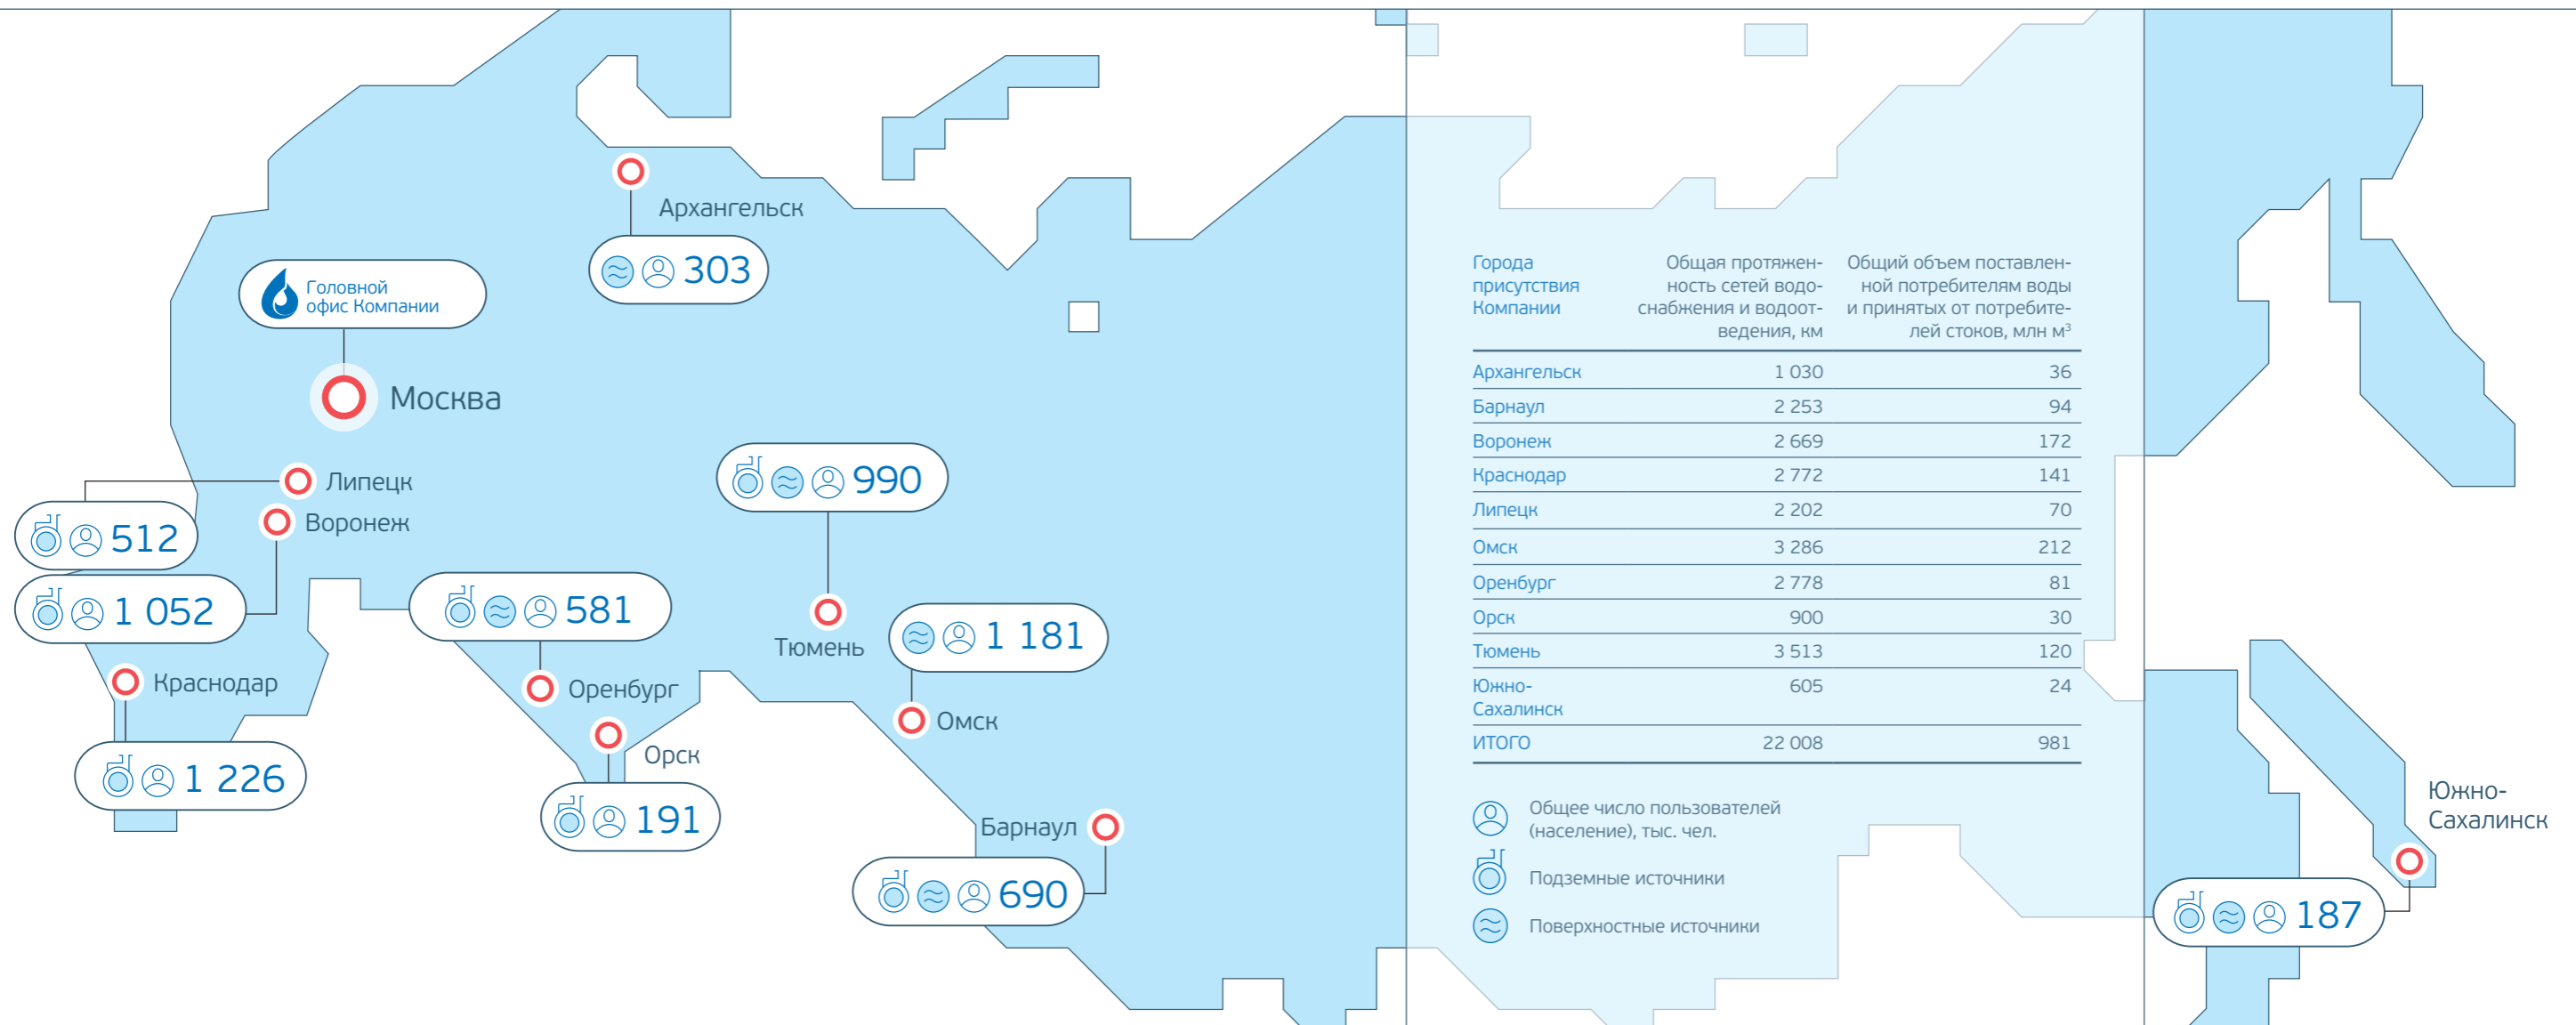 Архангельск
303
Головной
офис Компании
Москва
Липецк
512
Воронеж
1 052
990
Тюмень
581
Оренбург
1 181
Омск
Краснодар
1 226
Орск
191
Барнаул
690
Города
присутствия
Компании
Общая протяжен-
ность сетей водо-
снабжения и водоот-
ведения, км
Общий объем поставлен-
ной потребителям воды
и принятых от потребите-
лей стоков, млн м³
Архангельск 1 030 36
Барнаул 2 253 94
Воронеж 2 669 172
Краснодар 2 772 141
Липецк 2 202 70
Омск 3 286 212
Оренбург 2 778 81
Орск 900 30
Тюмень 3 513 120
Южно- 605 24
Сахалинск
ИТОГО 22 008 981
Общее число пользователей
(население), тыс. чел.
Подземные источники
Поверхностные источники
Южно-
Сахалинск
187